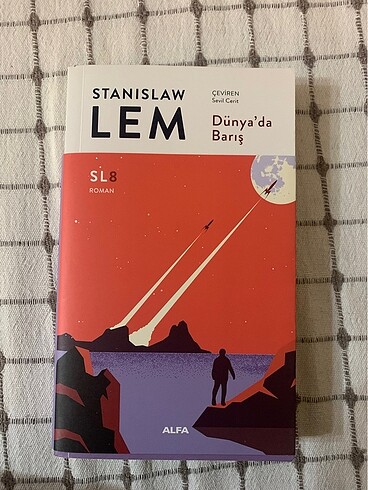 STANISLAW
LEM
ÇEVİREN
Sevil Cerit
Dünya'da
Barış
SL8
ROMAN
ALFA